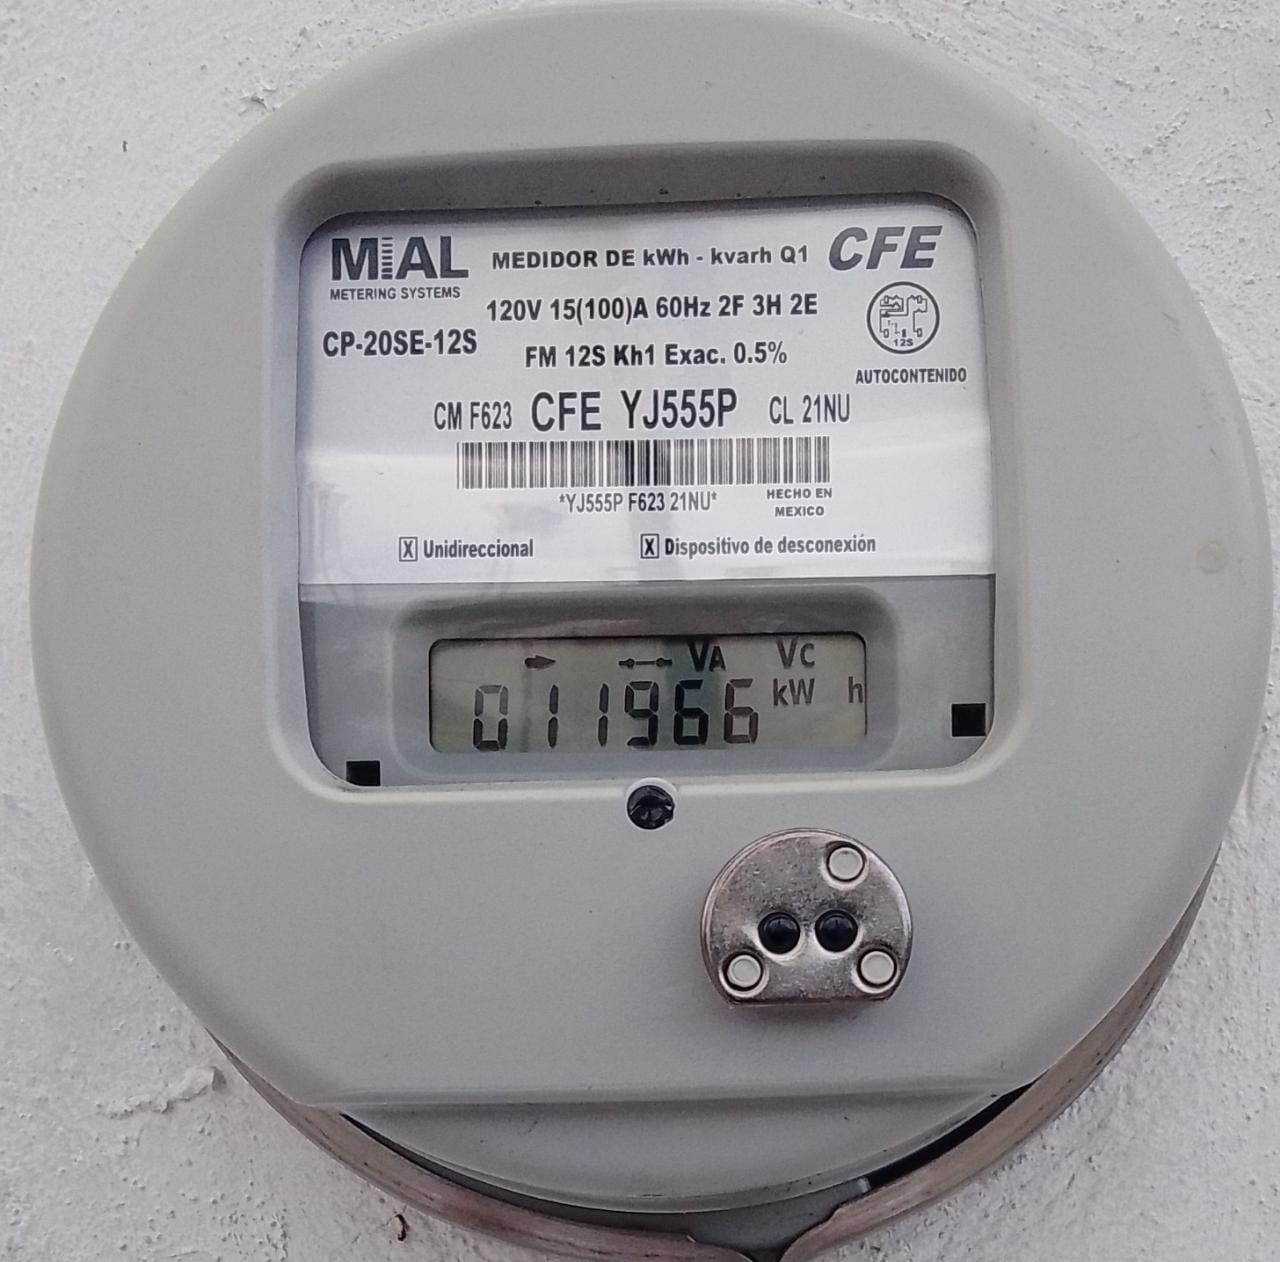 MIAL MEDIDOR DE kWh - kvarh Q1 CFE
METERING SYSTEMS
120V 15(100)A 60Hz 2F 3H 2E
CP-20SE-12S
FM 12S Kh1 Exac. 0.5%
12S
AUTOCONTENIDO
CM F623 CFE YJ555P CL 21NU
*YJ555P F623 21NU*
HECHO EN
MEXICO
X Unidireccional X Dispositivo de desconexión
VA VC
011966 kW h